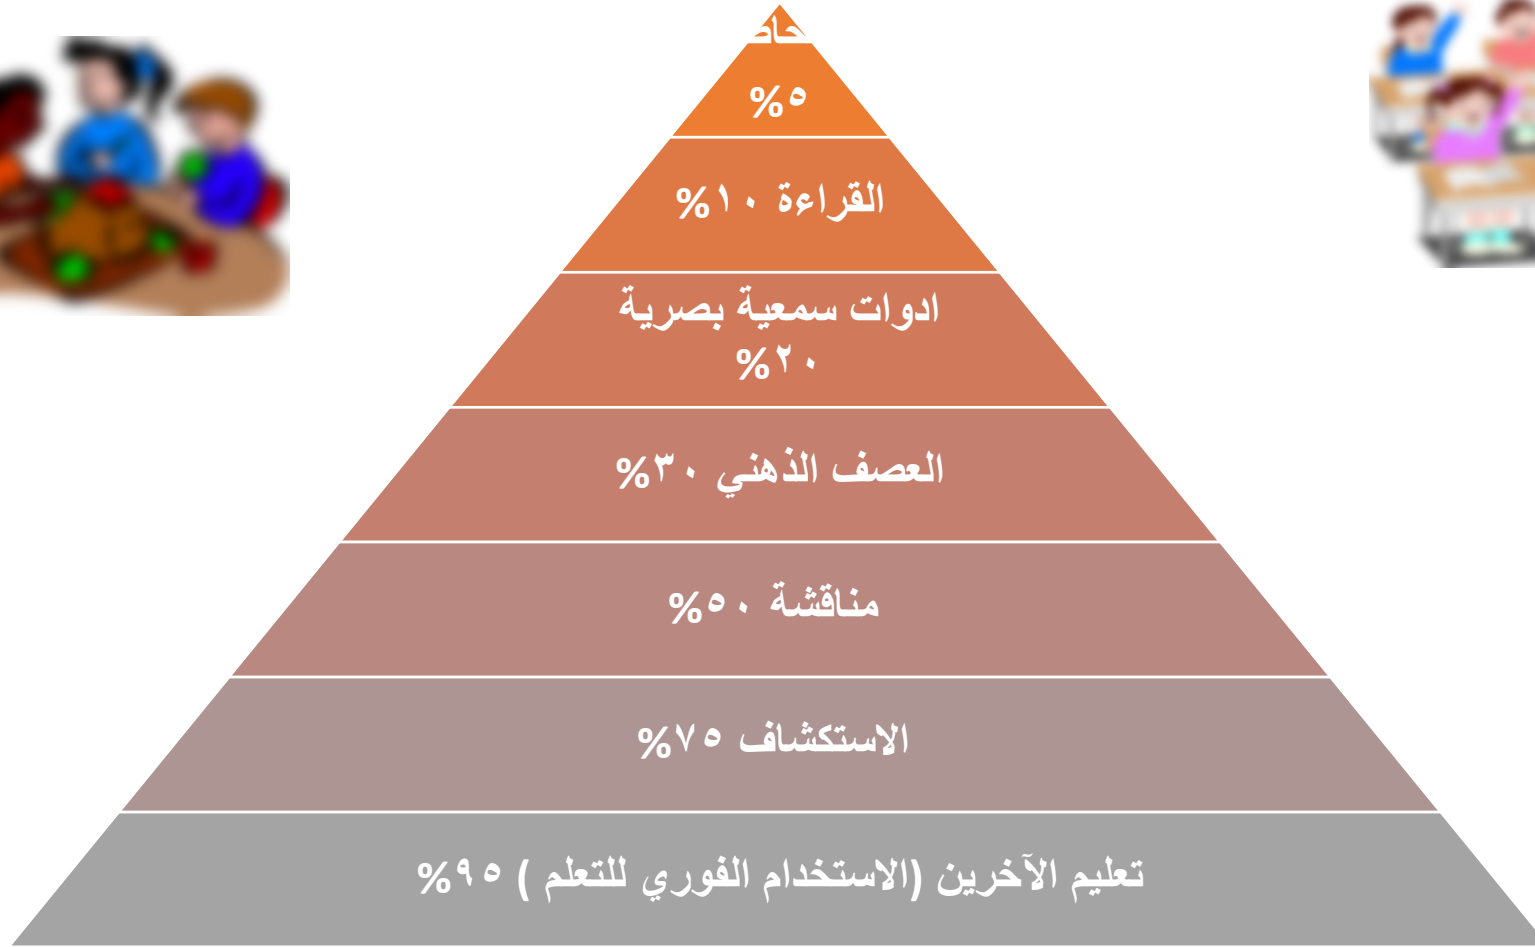 ٥%
القراءة ١٠%
ادوات سمعية بصرية
٢٠%
العصف الذهني ٣٠%
مناقشة ٥٠%
الاستكشاف ٧٥%
تعليم الآخرين (الاستخدام الفوري للتعلم ) ٩٥%